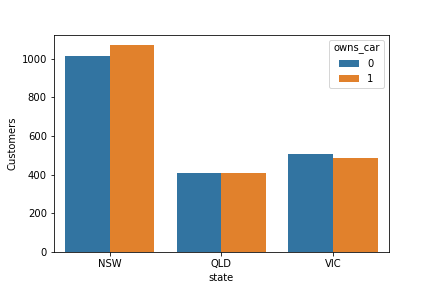 owns_car
0
1
1000
800
600
400
200
0
Customers
NSW
QLD
VIC
state